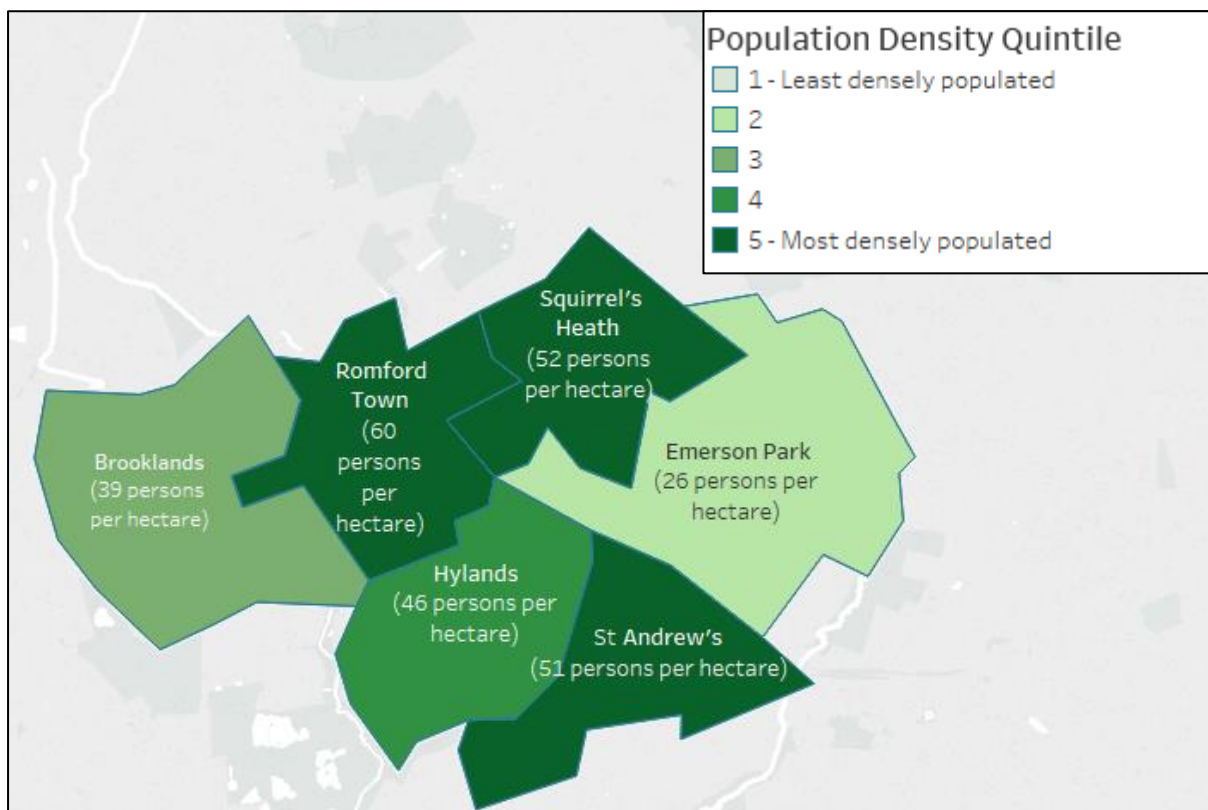 Population Density Quintile
1 - Least densely populated
2
3
4
5 - Most densely populated
Squirrel's
Heath
(52 persons
per hectare)
Romford
Town
(60
persons
per
hectare)
Brooklands
(39 persons
per hectare)
Emerson Park
(26 persons per
hectare)
Hylands
(46 persons per
hectare)
St Andrew's
(51 persons per hectare)